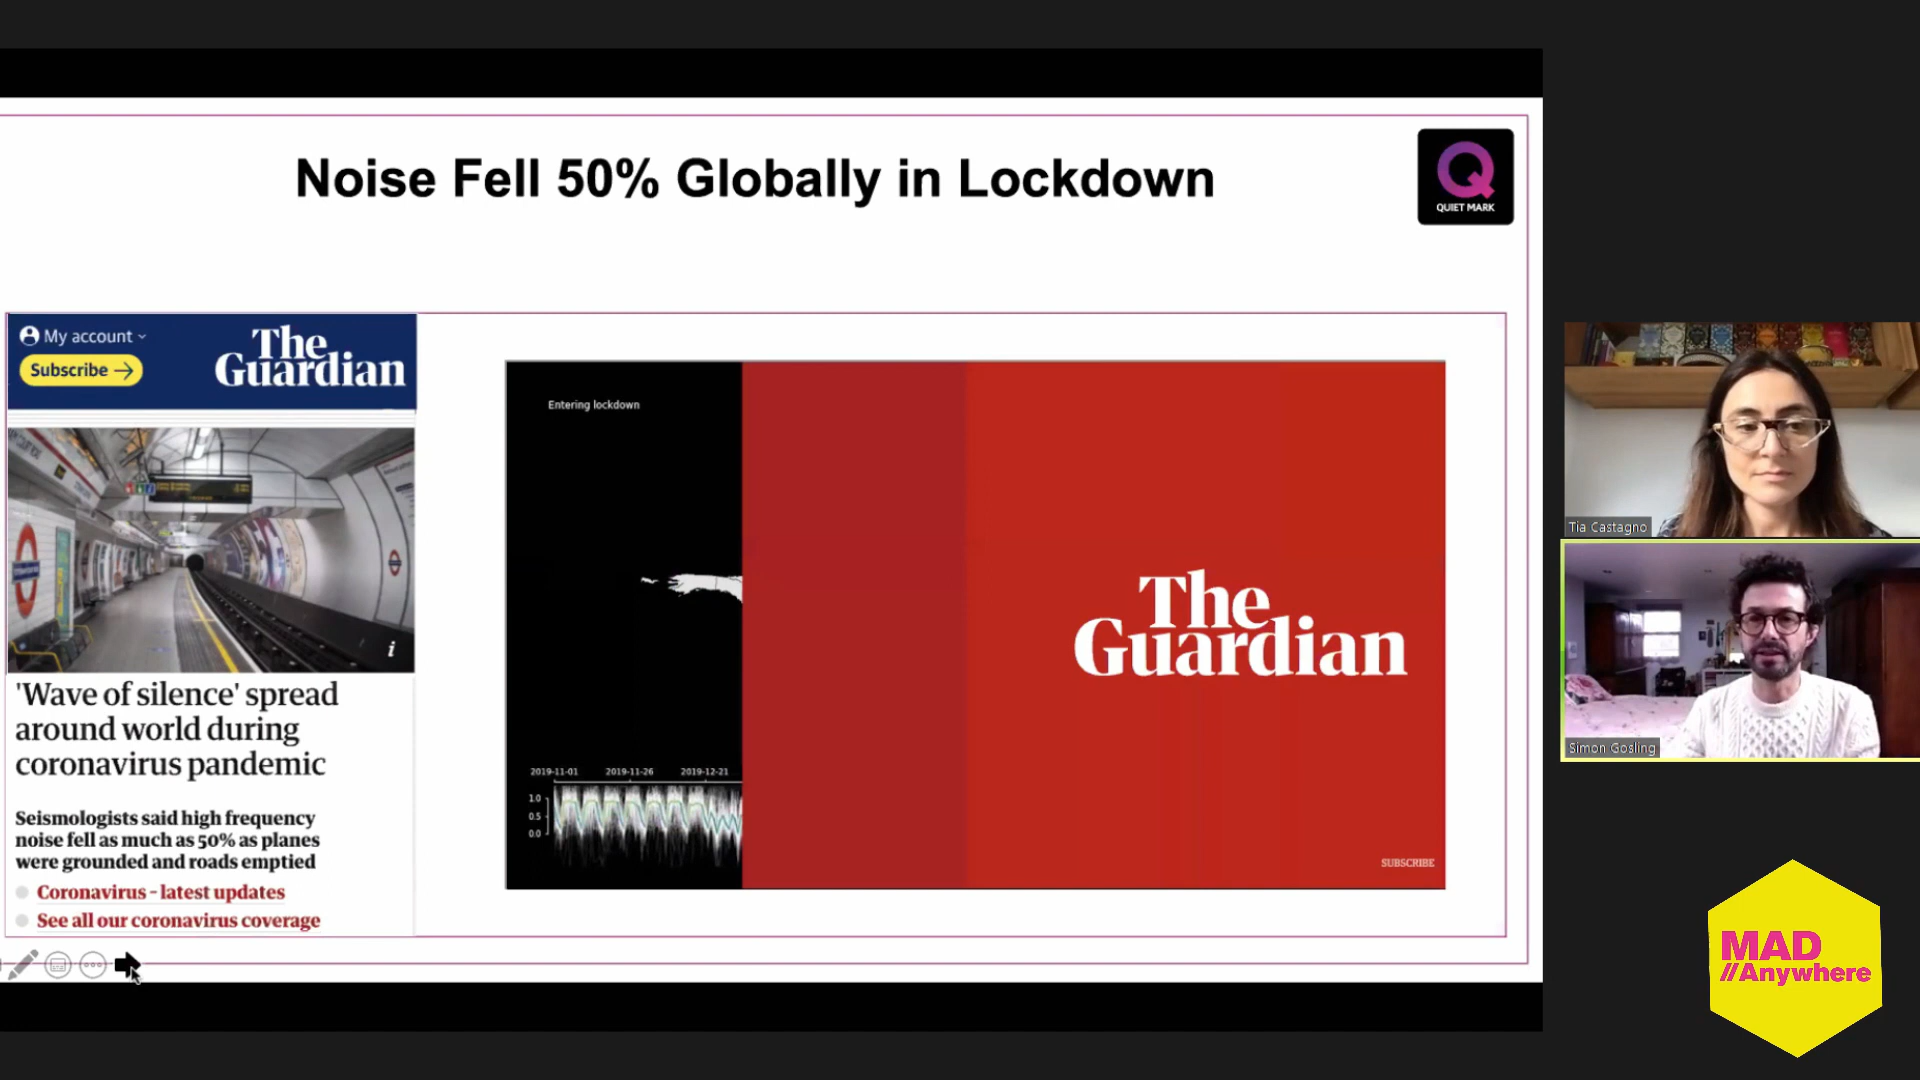 Noise Fell 50% Globally in Lockdown
QUIET MARK
My account
Subscribe
The
Guardian
'Wave of silence' spread
around world during
coronavirus pandemic
Seismologists said high frequency
noise fell as much as 50% as planes
were grounded and roads emptied
Coronavirus – latest updates
See all our coronavirus coverage
Entering lockdown
2019-11-01 2019-11-26 2019-12-21
1.0
0.5
0.0
The
Guardian
SUBSCRIBE
Tia Castagno
Simon Gosling
MAD
//Anywhere